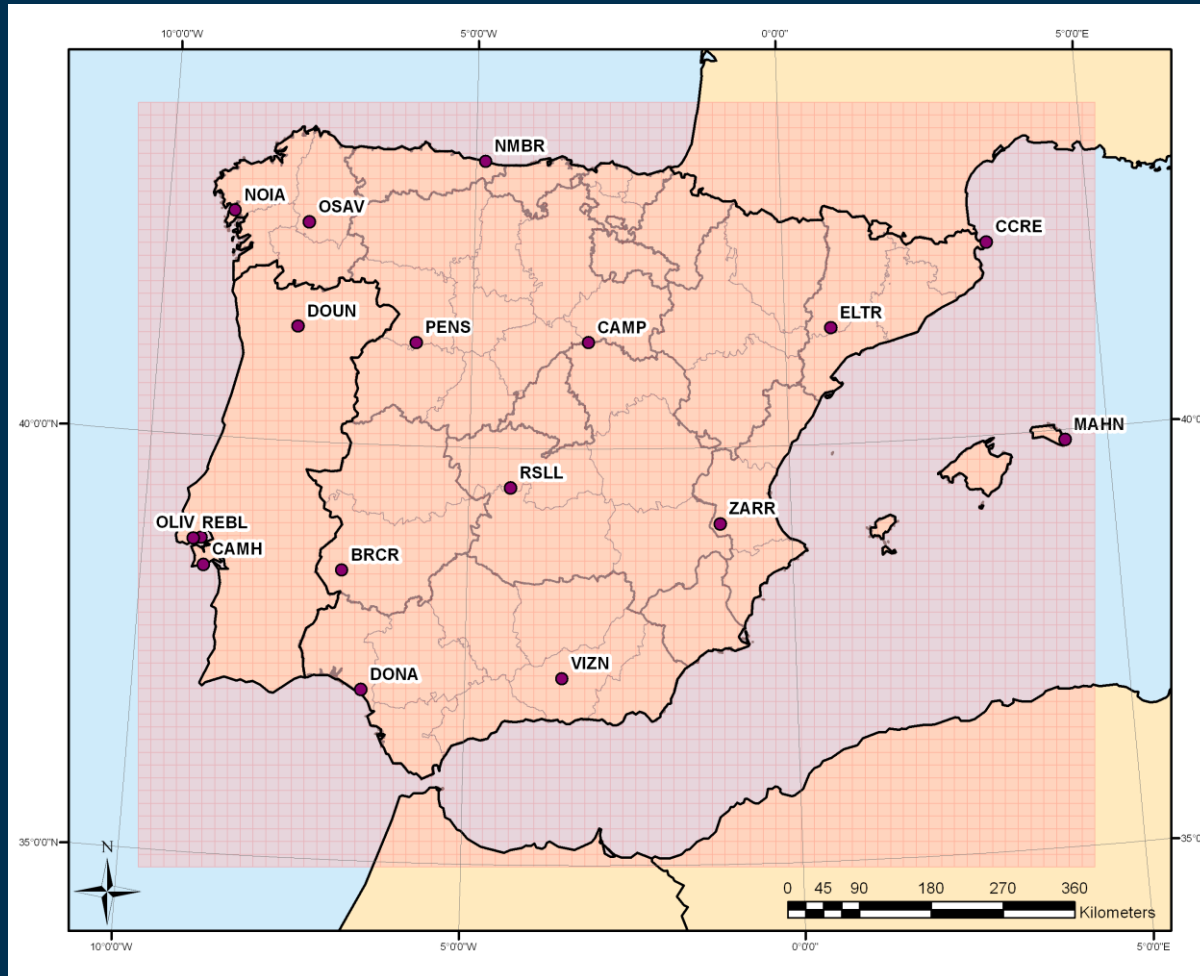 10°0'0"W 5°0'0"W 0°0'0" 5°0'0"E
NMBR
NOIA
OSAV
CCRE
DOUN
PENS
CAMP
ELTR
40°0'0"N
40°0'0
MAHN
RSLL
ZARR
OLIV REBL
CAMH
BRCR
VIZN
DONA
35°0'0"N
35°0'0
N
0 45 90 180 270 360
Kilometers
10°0'0"W 5°0'0"W 0°0'0" 5°0'0"E